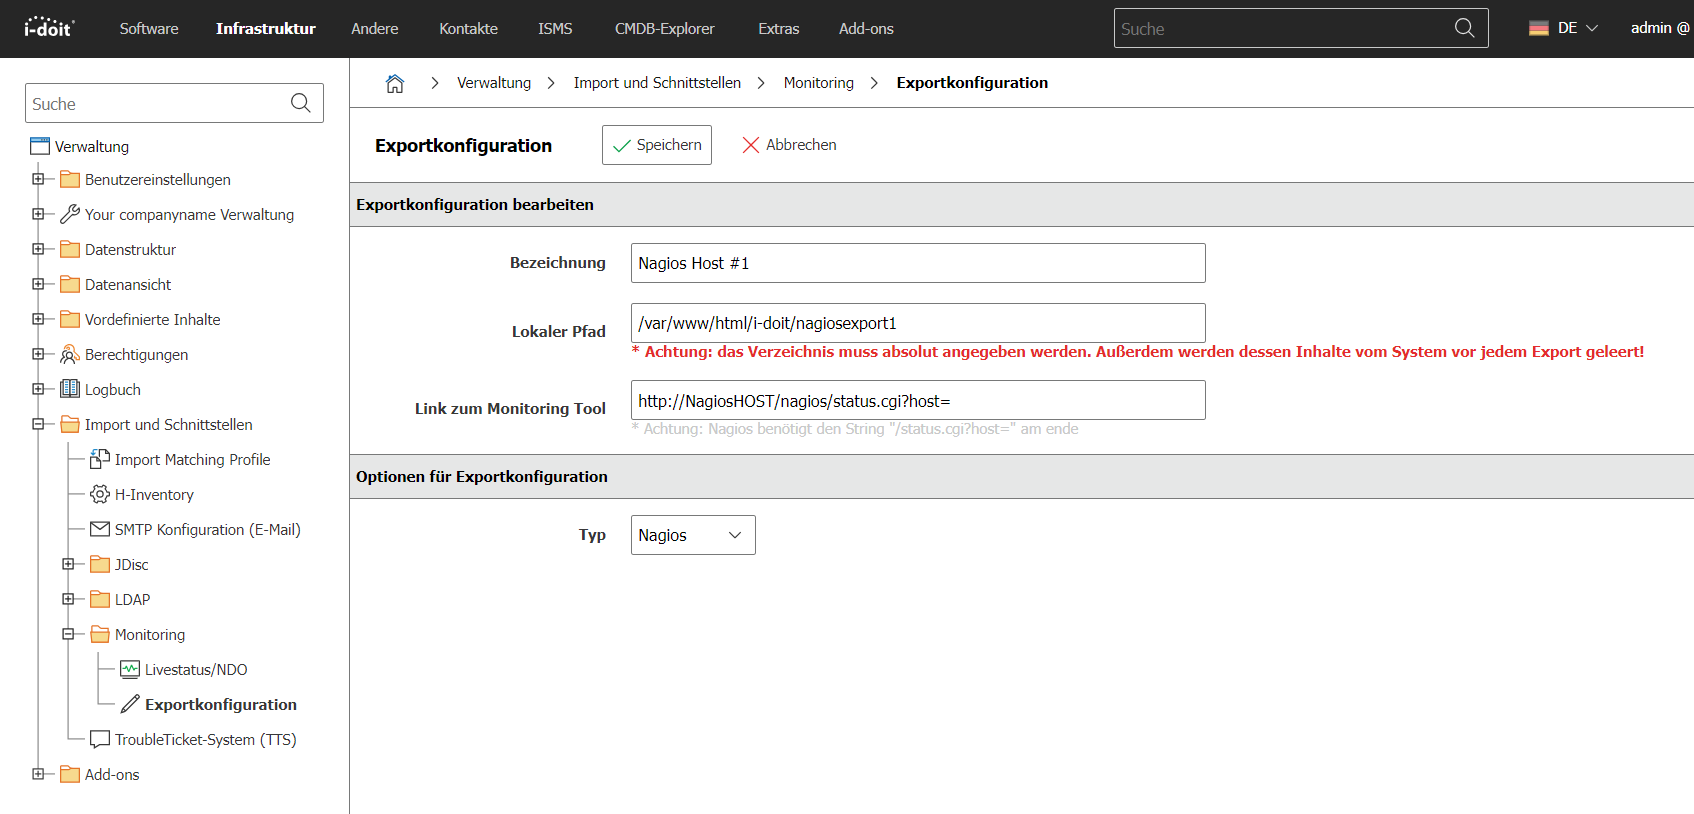 i-doit Software Infrastruktur Andere Kontakte ISMS CMDB-Explorer Extras Add-ons Suche DE admin @
Suche
Verwaltung
Benutzereinstellungen
Your companyname Verwaltung
Datenstruktur
Datenansicht
Vordefinierte Inhalte
Berechtigungen
Logbuch
Import und Schnittstellen
Import Matching Profile
H-Inventory
SMTP Konfiguration (E-Mail)
JDisc
LDAP
Monitoring
Livestatus/NDO
Exportkonfiguration
TroubleTicket-System (TTS)
Add-ons
Verwaltung > Import und Schnittstellen > Monitoring > Exportkonfiguration
Exportkonfiguration Speichern Abbrechen
Exportkonfiguration bearbeiten
Bezeichnung Nagios Host #1
Lokaler Pfad /var/www/html/i-doit/nagiosexport1
* Achtung: das Verzeichnis muss absolut angegeben werden. Außerdem werden dessen Inhalte vom System vor jedem Export geleert!
Link zum Monitoring Tool http://NagiosHOST/nagios/status.cgi?host=
* Achtung: Nagios benötigt den String "/status.cgi?host=" am ende
Optionen für Exportkonfiguration
Typ Nagios